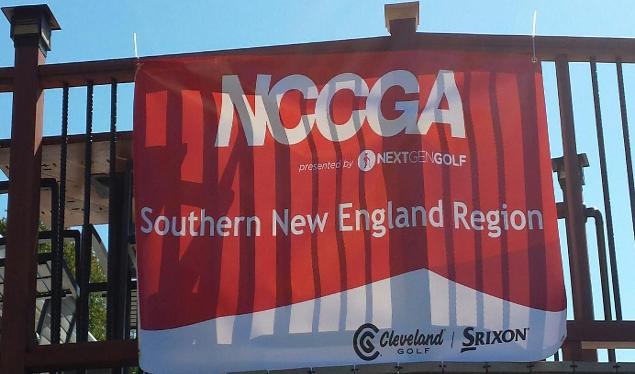 NCCGA
presented by NEXTGENGOLF
Southern New England Region
Cleveland GOLF | SRIXON